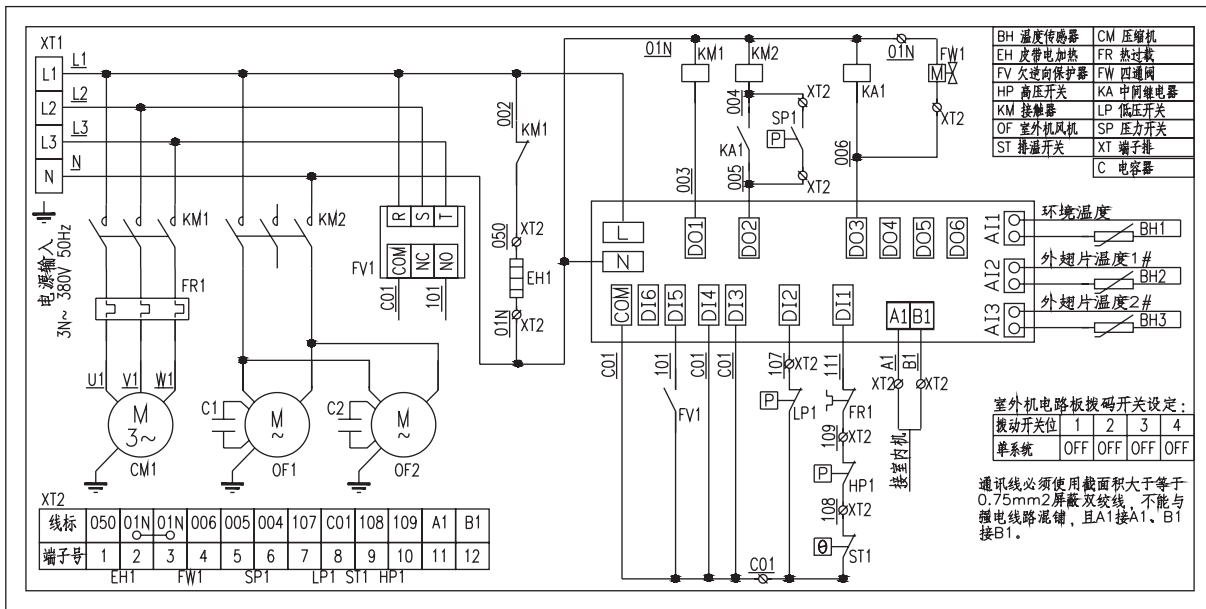 XT1
L1 L1
L2 L2
L3 L3
N N
电源输入
3N~ 380V 50Hz
KM1
FR1
U1 V1 W1
M
3~
CM1
KM2
C1
M
~
OF1
C2
M
~
OF2
R S T
COM NC NO
FV1
C01 101
002
KM1
050
XT2
EH1
01N
XT2
01N
KM1
KM2
KA1
01N
FW1
M
XT2
004
XT2
SP1
P
KA1
005
XT2
003
006
L
N
DO1 DO2 DO3 DO4 DO5 DO6
COM DI6 DI5 DI4 DI3 DI2 DI1
A1 B1
AI1
环境温度
BH1
AI2
外翅片温度1#
BH2
AI3
外翅片温度2#
BH3
C01 101 C01 C01 107 111 A1 B1
XT2
XT2 XT2
FV1
P
LP1
FR1
109
XT2
P
HP1
108
XT2
θ
ST1
C01
接室内机
BH 温度传感器 CM 压缩机
EH 皮带电加热 FR 热过载
FV 欠逆向保护器 FW 四通阀
HP 高压开关 KA 中间继电器
KM 接触器 LP 低压开关
OF 室外机风机 SP 压力开关
ST 排温开关 XT 端子排
C 电容器
室外机电路板拨码开关设定:
拨动开关位 1 2 3 4
单系统 OFF OFF OFF OFF
通讯线必须使用截面积大于等于
0.75mm2屏蔽双绞线，不能与
强电线路混铺，且A1接A1、B1
接B1。
XT2
线标 050 01N 01N 006 005 004 107 C01 108 109 A1 B1
端子号 1 2 3 4 5 6 7 8 9 10 11 12
EH1 FW1 SP1 LP1 ST1 HP1